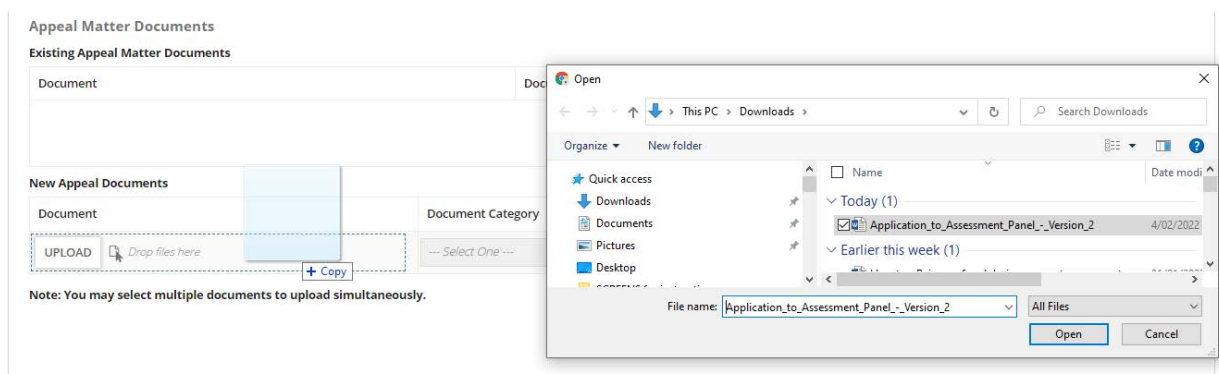 Appeal Matter Documents
Existing Appeal Matter Documents
Document
New Appeal Documents
Document Document Category
UPLOAD Drop files here --- Select One ---
+ Copy
Note: You may select multiple documents to upload simultaneously.
Open
This PC > Downloads >
Search Downloads
Organize New folder
Name Date modi
Quick access
Downloads
Documents
Pictures
Desktop
Today (1)
Application_to_Assessment_Panel_-_Version_2 4/02/2022
Earlier this week (1)
File name: Application_to_Assessment_Panel_-_Version_2 All Files
Open Cancel